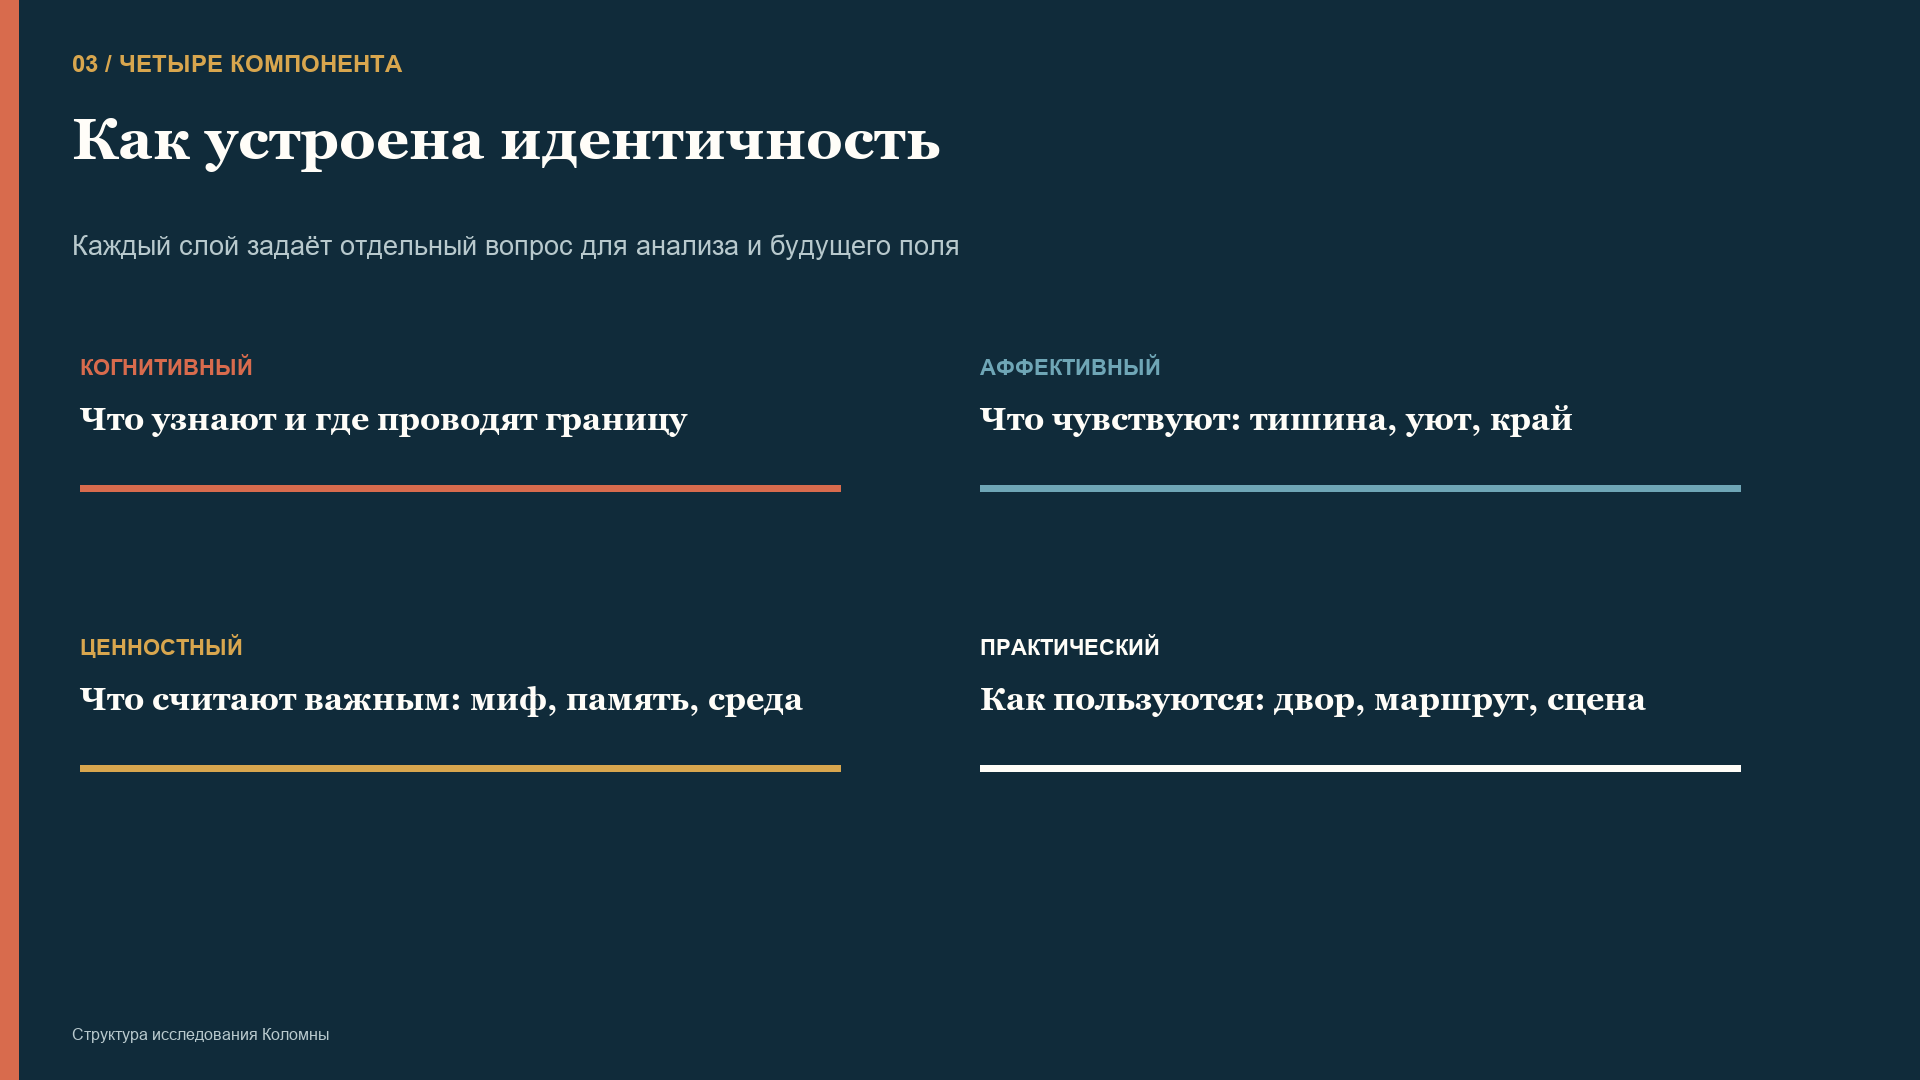 03 / ЧЕТЫРЕ КОМПОНЕНТА
Как устроена идентичность
Каждый слой задаёт отдельный вопрос для анализа и будущего поля
КОГНИТИВНЫЙ
Что узнают и где проводят границу
АФФЕКТИВНЫЙ
Что чувствуют: тишина, уют, край
ЦЕННОСТНЫЙ
Что считают важным: миф, память, среда
ПРАКТИЧЕСКИЙ
Как пользуются: двор, маршрут, сцена
Структура исследования Коломны